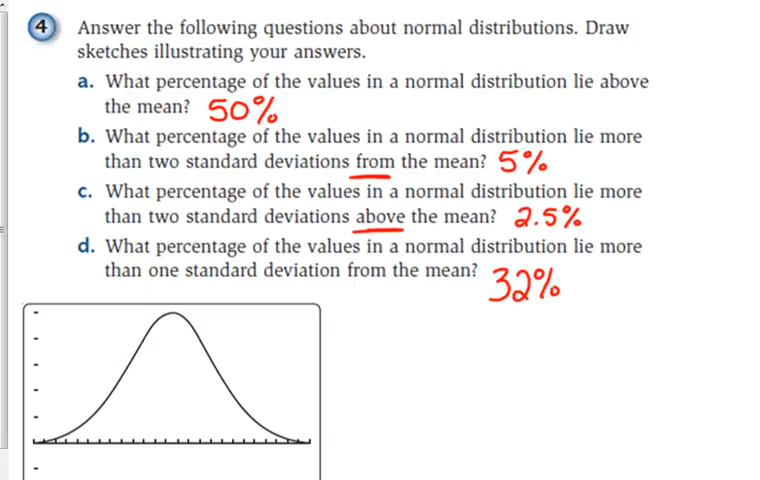 4 Answer the following questions about normal distributions. Draw
sketches illustrating your answers.
a. What percentage of the values in a normal distribution lie above
the mean? 50%
b. What percentage of the values in a normal distribution lie more
than two standard deviations from the mean? 5%
c. What percentage of the values in a normal distribution lie more
than two standard deviations above the mean? 2.5%
d. What percentage of the values in a normal distribution lie more
than one standard deviation from the mean? 32%